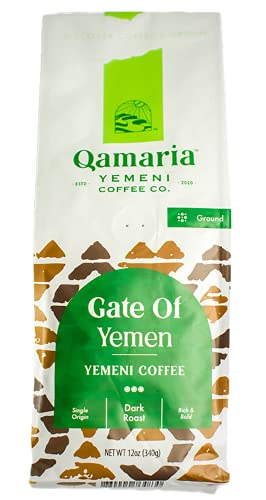 Qamaria™
YEMENI
ESTD COFFEE CO. 2020
Ground
Gate Of
Yemen
YEMENI COFFEE
Single Origin
Dark Roast
Rich & Bold
NET WT 12oz (340g)